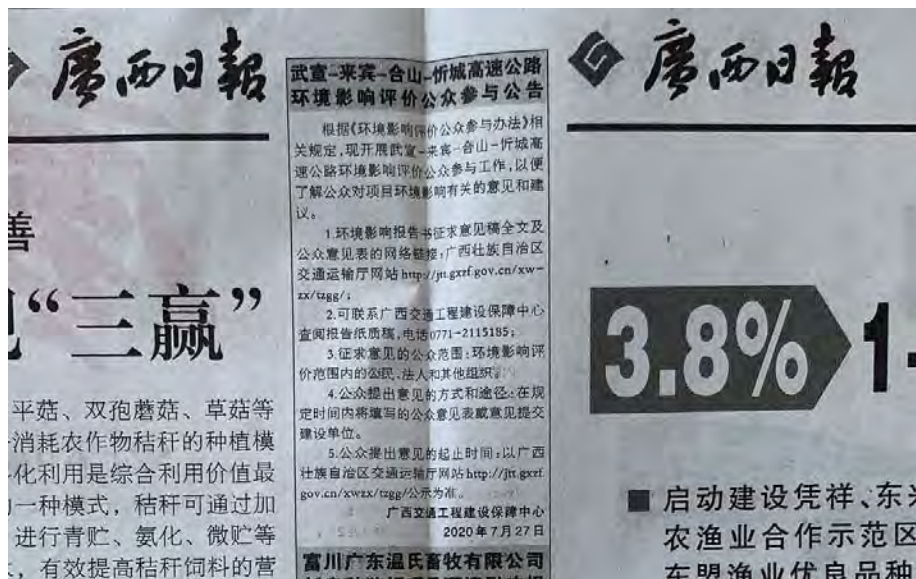 廣西日報
善
“三赢”
平菇、双孢蘑菇、草菇等
消耗农作物秸秆的种植模
化利用是综合利用价值最
一种模式，秸秆可通过加
进行青贮、氨化、微贮等
，有效提高秸秆饲料的营
武宣-来宾-合山-忻城高速公路
环境影响评价公众参与公告
根据《环境影响评价公众参与办法》相
关规定，现开展武宣-来宾-合山-忻城高
速公路环境影响评价公众参与工作，以便
了解公众对项目环境影响有关的意见和建
议。
1.环境影响报告书征求意见稿全文及
公众意见表的网络链接：广西壮族自治区
交通运输厅网站http://jtt.gxzf.gov.cn/xw-
zx/tzgg/；
2.可联系广西交通工程建设保障中心
查阅报告纸质稿，电话0771-2115185；
3.征求意见的公众范围：环境影响评
价范围内的公民、法人和其他组织。
4.公众提出意见的方式和途径：在规
定时间内将填写的公众意见表或意见提交
建设单位。
5.公众提出意见的起止时间：以广西
壮族自治区交通运输厅网站http://jtt.gxzf.
gov.cn/xwzx/tzgg/公示为准。
广西交通工程建设保障中心
2020年7月27日
富川广东温氏畜牧有限公司
廣西日報
3.8%
1
■ 启动建设凭祥、东
农渔业合作示范区
东盟渔业优良品种